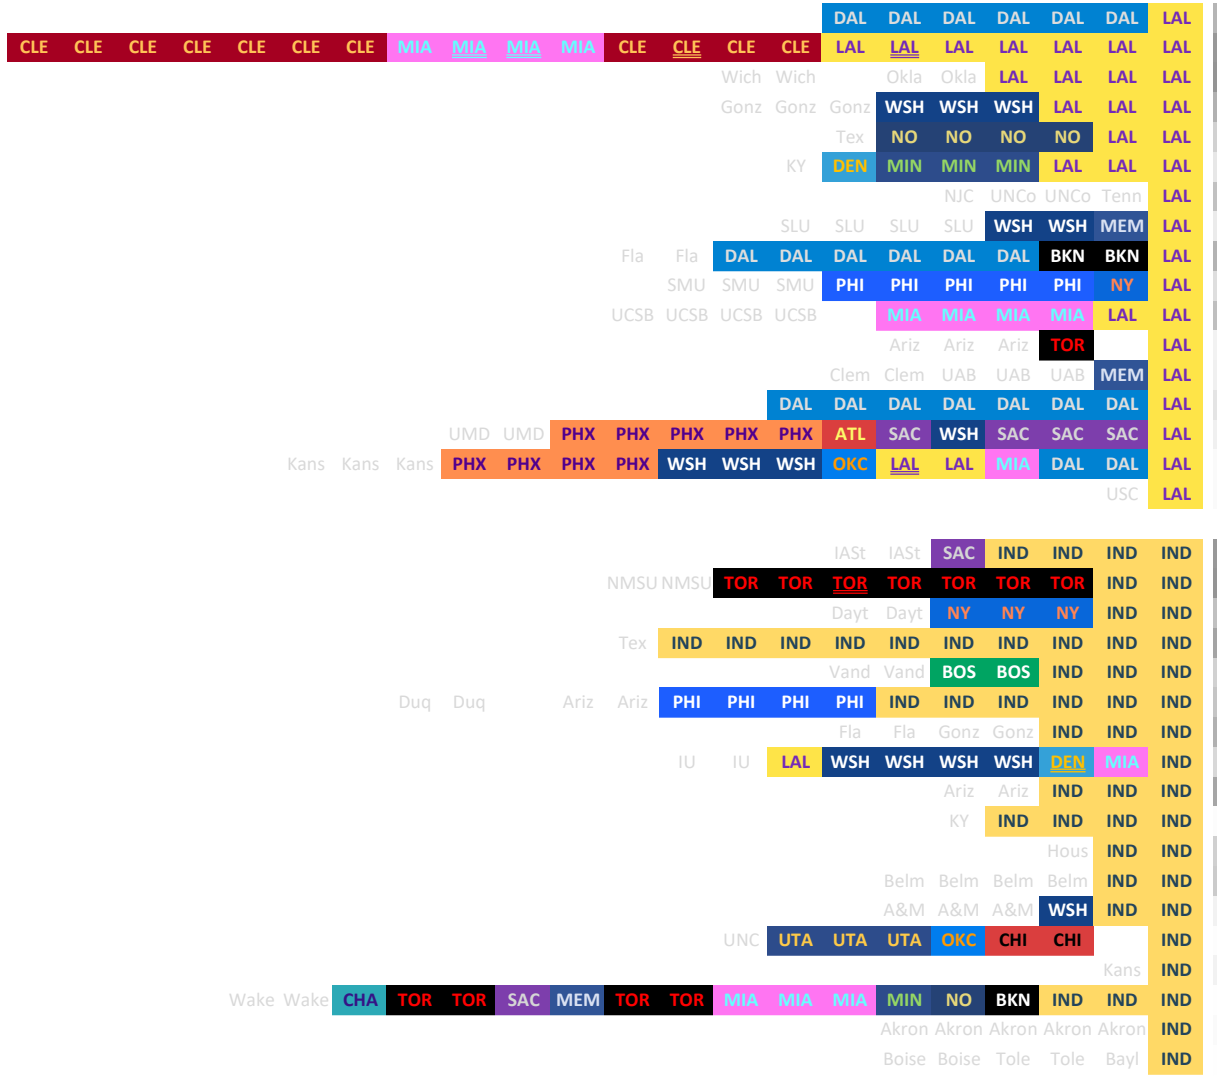 DAL DAL DAL DAL DAL DAL LAL
CLE CLE CLE CLE CLE CLE CLE MIA MIA MIA MIA CLE CLE CLE CLE LAL LAL LAL LAL LAL LAL LAL
Wich Wich Okla Okla LAL LAL LAL LAL
Gonz Gonz Gonz WSH WSH WSH LAL LAL LAL
Tex NO NO NO NO LAL LAL
KY DEN MIN MIN MIN LAL LAL LAL
NJC UNCo UNCo Tenn LAL
SLU SLU SLU SLU WSH WSH MEM LAL
Fla Fla DAL DAL DAL DAL DAL DAL BKN BKN LAL
SMU SMU SMU PHI PHI PHI PHI PHI NY LAL
UCSB UCSB UCSB UCSB MIA MIA MIA MIA LAL LAL
Ariz Ariz Ariz TOR LAL
Clem Clem UAB UAB UAB MEM LAL
DAL DAL DAL DAL DAL DAL DAL LAL
UMD UMD PHX PHX PHX PHX PHX ATL SAC WSH SAC SAC SAC LAL
Kans Kans Kans PHX PHX PHX PHX WSH WSH WSH OKC LAL LAL MIA DAL DAL LAL
USC LAL
IASt IASt SAC IND IND IND IND
NMSU NMSU TOR TOR TOR TOR TOR TOR TOR IND IND
Dayt Dayt NY NY NY IND IND
Tex IND IND IND IND IND IND IND IND IND IND
Vand Vand BOS BOS IND IND IND
Duq Duq Ariz Ariz PHI PHI PHI PHI IND IND IND IND IND IND
Fla Fla Gonz Gonz IND IND IND
IU IU LAL WSH WSH WSH WSH DEN MIA IND
Ariz Ariz IND IND IND
KY IND IND IND IND
Hous IND IND
Belm Belm Belm Belm IND IND
A&M A&M A&M WSH IND IND
UNC UTA UTA UTA OKC CHI CHI IND
Kans IND
Wake Wake CHA TOR TOR SAC MEM TOR TOR MIA MIA MIA MIN NO BKN IND IND IND
Akron Akron Akron Akron Akron IND
Boise Boise Tole Tole Bayl IND